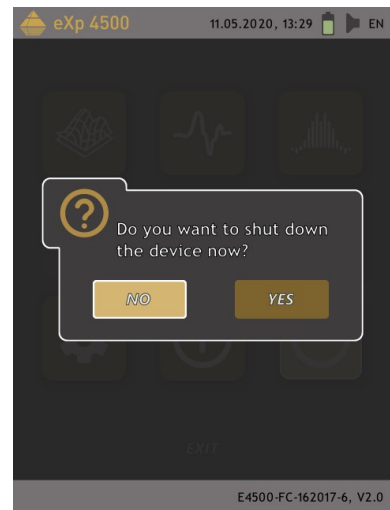 eXp 4500
11.05.2020, 13:29
EN
Do you want to shut down
the device now?
NO
YES
EXIT
E4500-FC-162017-6, V2.0